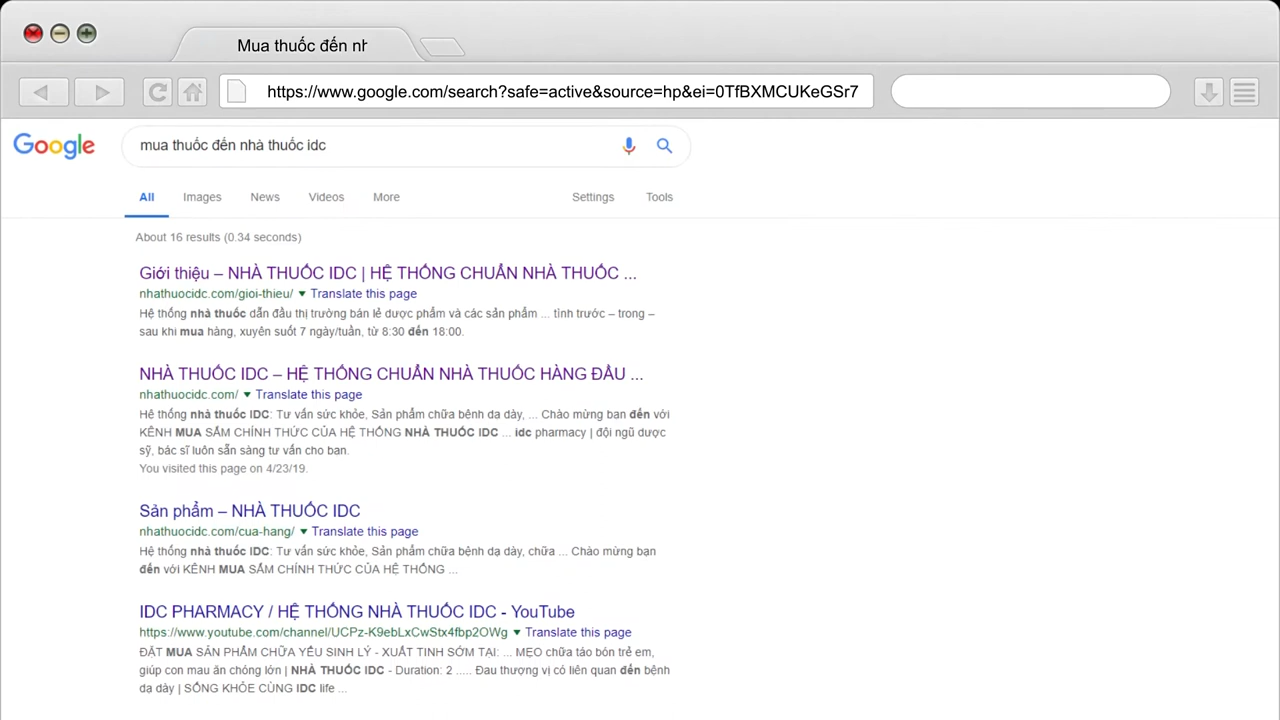 Mua thuốc đến nh
https://www.google.com/search?safe=active&source=hp&ei=0TfBXMCUKeGSr7
Google
mua thuốc đến nhà thuốc idc
All Images News Videos More Settings Tools
About 16 results (0.34 seconds)
Giới thiệu – NHÀ THUỐC IDC | HỆ THỐNG CHUẨN NHÀ THUỐC ...
nhathuocidc.com/gioi-thieu/ ▼ Translate this page
Hệ thống nhà thuốc dẫn đầu thị trường bán lẻ dược phẩm và các sản phẩm ... tình trước – trong –
sau khi mua hàng, xuyên suốt 7 ngày/tuần, từ 8:30 đến 18:00.
NHÀ THUỐC IDC – HỆ THỐNG CHUẨN NHÀ THUỐC HÀNG ĐẦU ...
nhathuocidc.com/ ▼ Translate this page
Hệ thống nhà thuốc IDC: Tư vấn sức khỏe, Sản phẩm chữa bệnh dạ dày, ... Chào mừng bạn đến với
KÊNH MUA SẮM CHÍNH THỨC CỦA HỆ THỐNG NHÀ THUỐC IDC ... idc pharmacy | đội ngũ dược
sỹ, bác sĩ luôn sẵn sàng tư vấn cho bạn.
You visited this page on 4/23/19.
Sản phẩm – NHÀ THUỐC IDC
nhathuocidc.com/cua-hang/ ▼ Translate this page
Hệ thống nhà thuốc IDC: Tư vấn sức khỏe, Sản phẩm chữa bệnh dạ dày, chữa ... Chào mừng bạn
đến với KÊNH MUA SẮM CHÍNH THỨC CỦA HỆ THỐNG ...
IDC PHARMACY / HỆ THỐNG NHÀ THUỐC IDC - YouTube
https://www.youtube.com/channel/UCPz-K9ebLxCwStx4fbp2OWg ▼ Translate this page
ĐẶT MUA SẢN PHẨM CHỮA YẾU SINH LÝ - XUẤT TINH SỚM TẠI: ... MẸO chữa táo bón trẻ em,
giúp con mau ăn chóng lớn | NHÀ THUỐC IDC - Duration: 2 ..... Đau thượng vị có liên quan đến bệnh
dạ dày | SỐNG KHỎE CÙNG IDC life ...